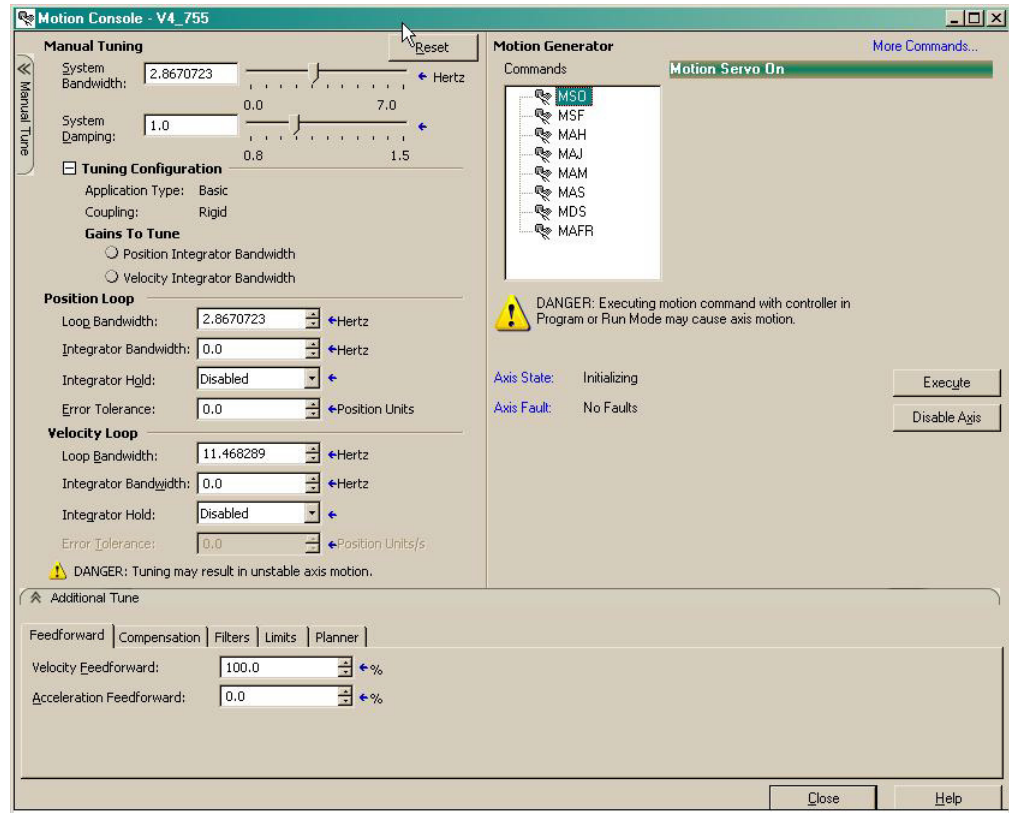 Motion Console - V4_755
Manual Tuning
Reset
Manual Tune
System Bandwidth: 2.8670723 Hertz
0.0 7.0
System Damping: 1.0
0.8 1.5
Tuning Configuration
Application Type: Basic
Coupling: Rigid
Gains To Tune
Position Integrator Bandwidth
Velocity Integrator Bandwidth
Position Loop
Loop Bandwidth: 2.8670723 Hertz
Integrator Bandwidth: 0.0 Hertz
Integrator Hold: Disabled
Error Tolerance: 0.0 Position Units
Velocity Loop
Loop Bandwidth: 11.468289 Hertz
Integrator Bandwidth: 0.0 Hertz
Integrator Hold: Disabled
Error Tolerance: 0.0 Position Units/s
DANGER: Tuning may result in unstable axis motion.
Motion Generator More Commands...
Commands Motion Servo On
MSO
MSF
MAH
MAJ
MAM
MAS
MDS
MAFR
DANGER: Executing motion command with controller in
Program or Run Mode may cause axis motion.
Axis State: Initializing
Execute
Axis Fault: No Faults
Disable Axis
Additional Tune
Feedforward Compensation Filters Limits Planner
Velocity Feedforward: 100.0 %
Acceleration Feedforward: 0.0 %
Close Help